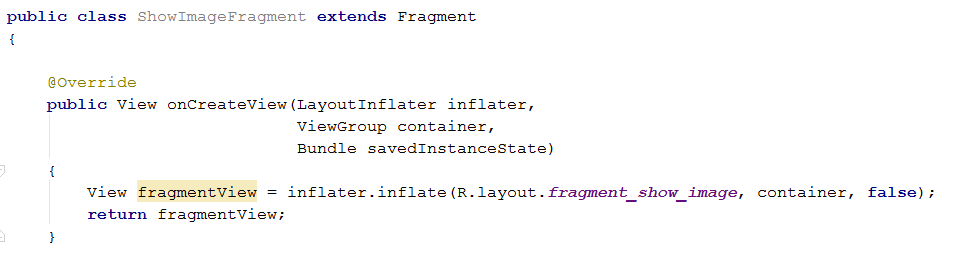 public class ShowImageFragment extends Fragment
{
@Override
public View onCreateView(LayoutInflater inflater,
ViewGroup container,
Bundle savedInstanceState)
{
View fragmentView = inflater.inflate(R.layout.fragment_show_image, container, false);
return fragmentView;
}